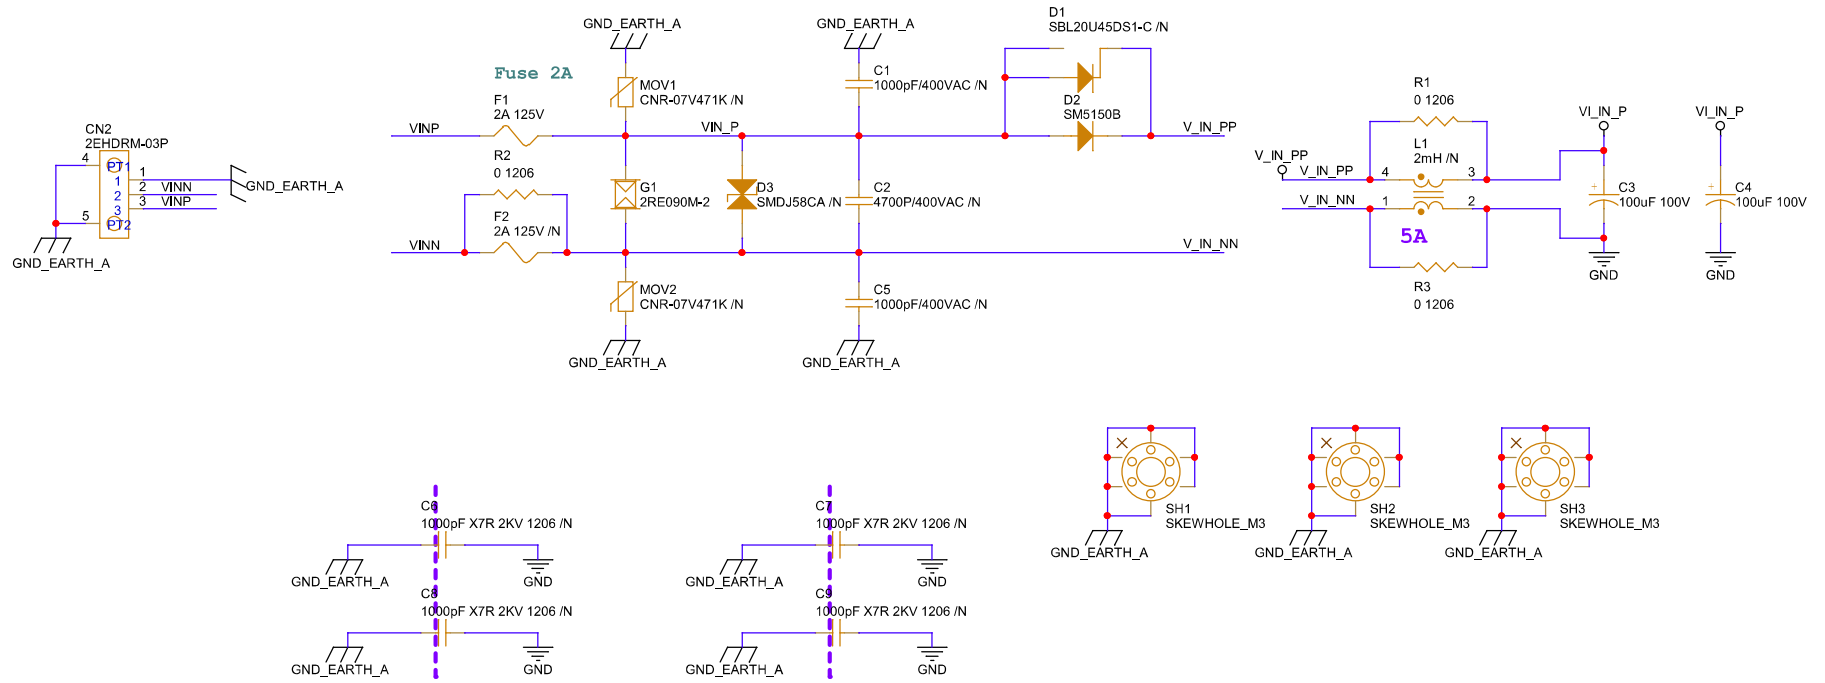 CN2
2EHDRM-03P
4
PT1
1
1
2
VINN
2
3
VINP
3
5
PT2
GND_EARTH_A
GND_EARTH_A
Fuse 2A
F1
2A 125V
VINP
R2
0 1206
F2
2A 125V /N
VINN
GND_EARTH_A
MOV1
CNR-07V471K /N
VIN_P
G1
2RE090M-2
D3
SMDJ58CA /N
MOV2
CNR-07V471K /N
GND_EARTH_A
GND_EARTH_A
C1
1000pF/400VAC /N
C2
4700P/400VAC /N
C5
1000pF/400VAC /N
GND_EARTH_A
D1
SBL20U45DS1-C /N
D2
SM5150B
V_IN_PP
V_IN_NN
R1
0 1206
L1
2mH /N
V_IN_PP
V_IN_PP
4
3
V_IN_NN
1
2
5A
R3
0 1206
VI_IN_P
+
C3
100uF 100V
GND
VI_IN_P
+
C4
100uF 100V
GND
C6
1000pF X7R 2KV 1206 /N
GND_EARTH_A
GND
C8
1000pF X7R 2KV 1206 /N
GND_EARTH_A
GND
C7
1000pF X7R 2KV 1206 /N
GND_EARTH_A
GND
C9
1000pF X7R 2KV 1206 /N
GND_EARTH_A
GND
SH1
SKEWHOLE_M3
GND_EARTH_A
SH2
SKEWHOLE_M3
GND_EARTH_A
SH3
SKEWHOLE_M3
GND_EARTH_A